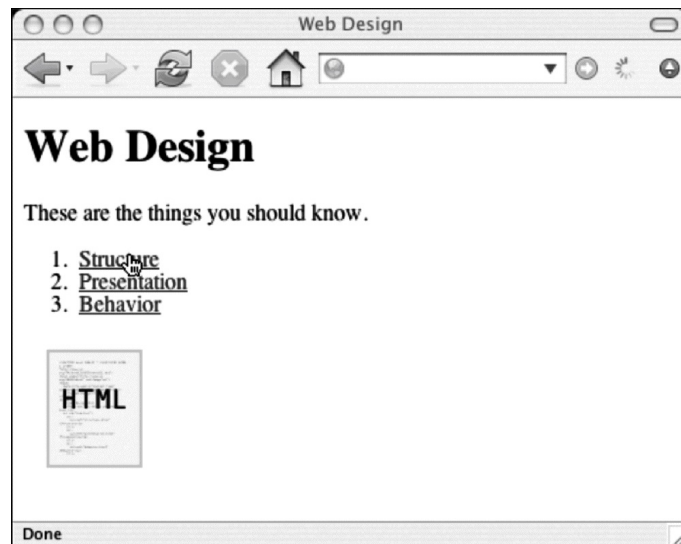 Web Design
Web Design
These are the things you should know.
1. Structure
2. Presentation
3. Behavior
HTML
Done